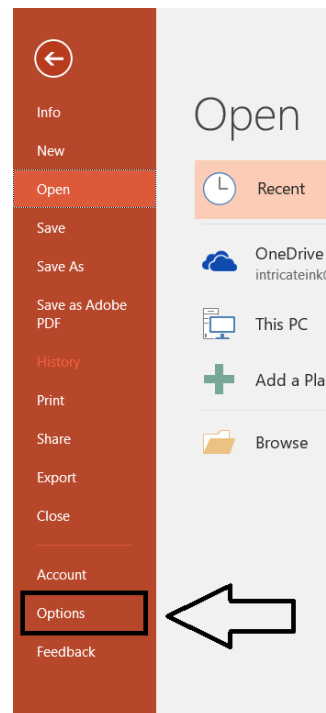 Info
New
Open
Save
Save As
Save as Adobe
PDF
History
Print
Share
Export
Close
Account
Options
Feedback
Open
Recent
OneDrive
intricateink@
This PC
Add a Pla
Browse